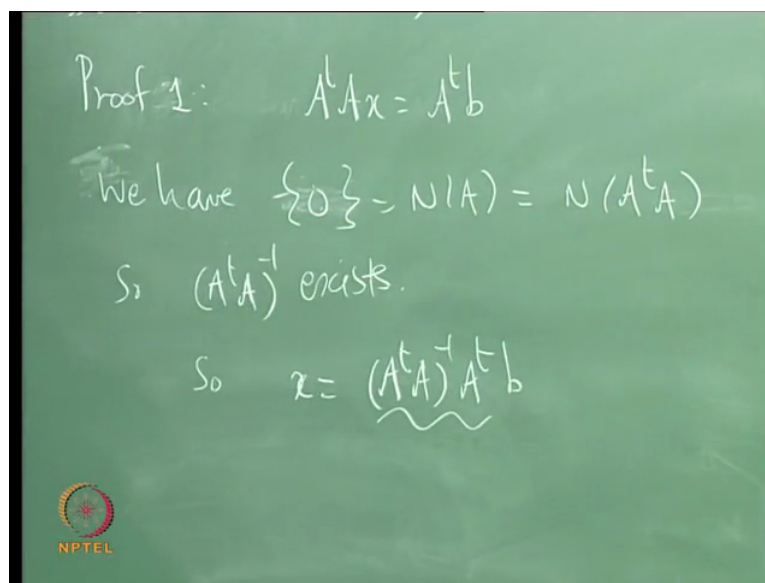 Proof 1: AᵗAx = Aᵗb
We have {0} = N(A) = N(AᵗA)
So (AᵗA)⁻¹ exists.
So x = (AᵗA)⁻¹Aᵗb
NPTEL